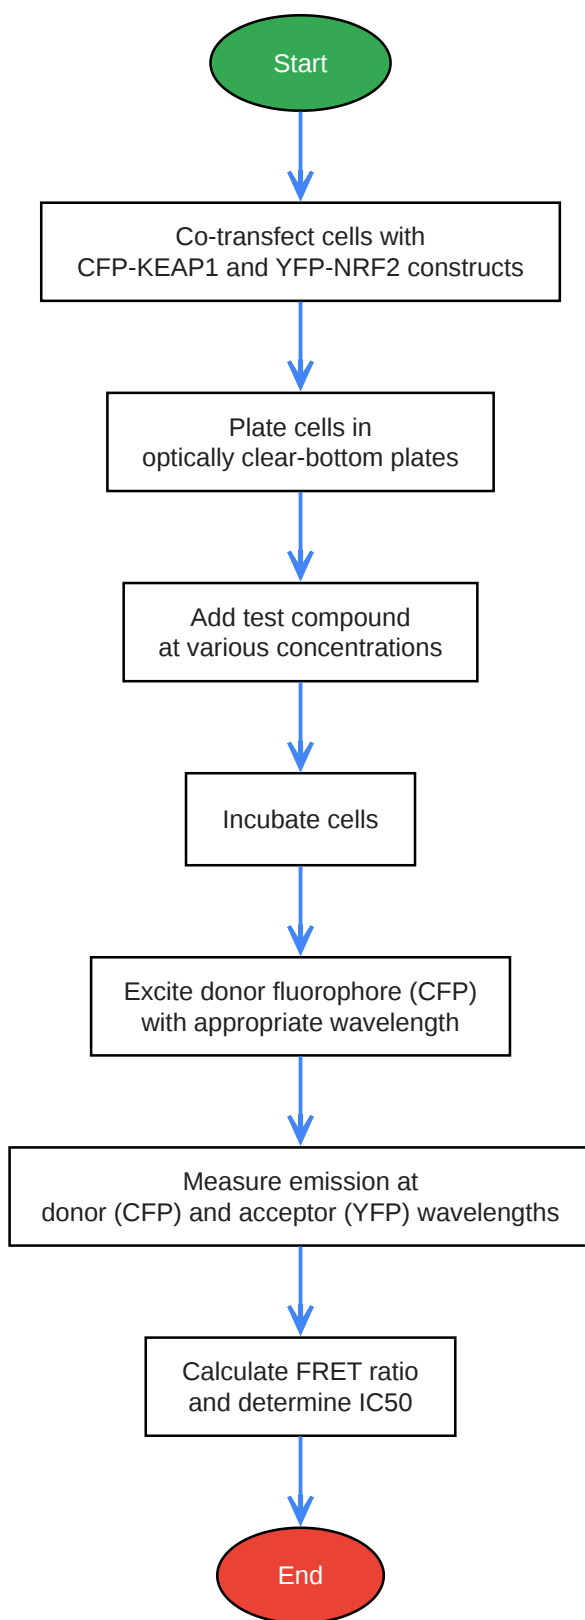 Start
Co-transfect cells with
CFP-KEAP1 and YFP-NRF2 constructs
Plate cells in
optically clear-bottom plates
Add test compound
at various concentrations
Incubate cells
Excite donor fluorophore (CFP)
with appropriate wavelength
Measure emission at
donor (CFP) and acceptor (YFP) wavelengths
Calculate FRET ratio
and determine IC50
End